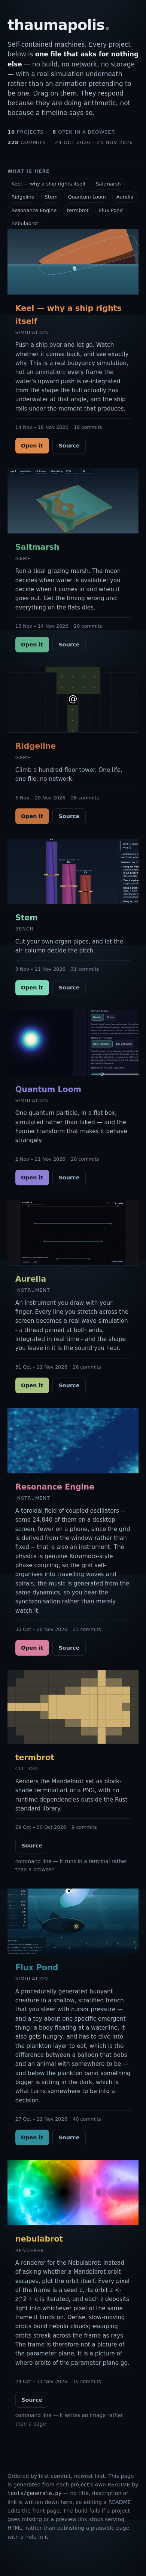 thaumapolis.
Self-contained machines. Every project
below is one file that asks for nothing
else — no build, no network, no storage
— with a real simulation underneath
rather than an animation pretending to
be one. Drag on them. They respond
because they are doing arithmetic, not
because a timeline says so.
10 PROJECTS 8 OPEN IN A BROWSER
228 COMMITS 24 OCT 2026 – 20 NOV 2026
WHAT IS HERE
Keel — why a ship rights itself Saltmarsh
Ridgeline Stem Quantum Loom Aurelia
Resonance Engine termbrot Flux Pond
nebulabrot
Keel — why a ship rights
itself
SIMULATION
Push a ship over and let go. Watch
whether it comes back, and see exactly
why. This is a real buoyancy simulation,
not an animation: every frame the
water's upward push is re-integrated
from the shape the hull actually has
underwater at that angle, and the ship
rolls under the moment that produces.
14 Nov – 18 Nov 2026 18 commits
Open it Source
Saltmarsh
GAME
Run a tidal grazing marsh. The moon
decides when water is available; you
decide when it comes in and when it
gets out. Get the timing wrong and
everything on the flats dies.
13 Nov – 14 Nov 2026 20 commits
Open it Source
@
Ridgeline
GAME
Climb a hundred-floor tower. One life,
one file, no network.
5 Nov – 20 Nov 2026 26 commits
Open it Source
Stem
BENCH
Cut your own organ pipes, and let the
air column decide the pitch.
3 Nov – 11 Nov 2026 31 commits
Open it Source
Quantum Loom
SIMULATION
One quantum particle, in a flat box,
simulated rather than faked — and the
Fourier transform that makes it behave
strangely.
2 Nov – 11 Nov 2026 20 commits
Open it Source
Aurelia
INSTRUMENT
An instrument you draw with your
finger. Every line you stretch across the
screen becomes a real wave simulation
- a thread pinned at both ends,
integrated in real time - and the shape
you leave it in is the sound you hear.
31 Oct – 11 Nov 2026 26 commits
Open it Source
Resonance Engine
INSTRUMENT
A toroidal field of coupled oscillators --
some 24,840 of them on a desktop
screen, fewer on a phone, since the grid
is derived from the window rather than
fixed -- that is also an instrument. The
physics is genuine Kuramoto-style
phase coupling, so the grid self-
organises into travelling waves and
spirals; the music is generated from the
same dynamics, so you hear the
synchronisation rather than merely
watch it.
30 Oct – 20 Nov 2026 23 commits
Open it Source
termbrot
CLI TOOL
Renders the Mandelbrot set as block-
shade terminal art or a PNG, with no
runtime dependencies outside the Rust
standard library.
29 Oct – 30 Oct 2026 9 commits
Source
command line — it runs in a terminal rather
than a browser
Flux Pond
SIMULATION
A procedurally generated buoyant
creature in a shallow, stratified fluid
that you stir with your own pressure —
a toy about one specific emergent
thing: a body floating at a waterline. It
also gets hungry, and has to dive into
the plankton layer to eat, which is the
difference between a balloon that bobs
and an animal with somewhere to be —
and below the plankton band something
bigger is sitting in the dark, which is
what turns somewhere to be into a
decision.
27 Oct – 11 Nov 2026 40 commits
Open it Source
nebulabrot
RENDERER
A renderer for the Nebulabrot: instead
of asking whether a Mandelbrot orbit
escapes, plot the orbit itself. Every pixel
of the frame is a seed c, its orbit z <-
z^2 + c is iterated, and each z deposits
light into whichever pixel of the same
frame it lands on. Dense, slow-moving
orbits build nebula clouds; escaping
orbits streak across the frame as rays.
The frame is therefore not a picture of
the parameter plane, it is a picture of
where orbits of the parameter plane go.
24 Oct – 11 Nov 2026 15 commits
Source
command line — it writes an image rather
than a page
Ordered by first commit, newest first. This page
is generated from each project's own README by
tools/generate.py — no title, description or
link is written down here, so editing a README
edits the front page. The build fails if a project
goes missing or a preview link stops serving
HTML, rather than publishing a plausible page
with a hole in it.